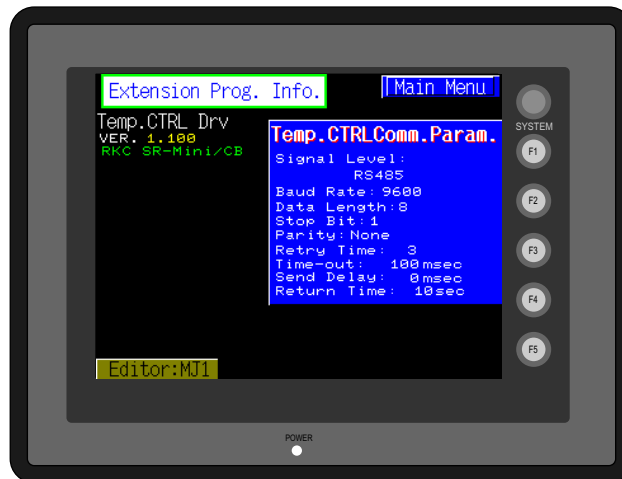 Extension Prog. Info.
Main Menu
Temp.CTRL Drv
VER. 1.100
RKC SR-Mini/CB
Temp.CTRLComm.Param.
Signal Level:
RS485
Baud Rate:9600
Data Length:8
Stop Bit:1
Parity:None
Retry Time: 3
Time-out: 100msec
Send Delay: 0msec
Return Time: 10sec
Editor:MJ1
SYSTEM
F1
F2
F3
F4
F5
POWER